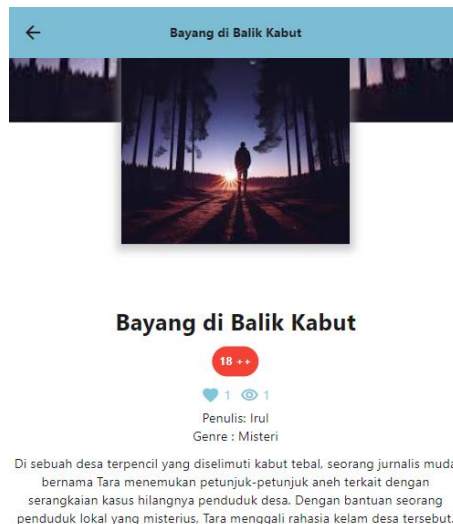 Bayang di Balik Kabut
Bayang di Balik Kabut
18 ++
1 1
Penulis: Irul
Genre : Misteri
Di sebuah desa terpencil yang diselimuti kabut tebal, seorang jurnalis muda
bernama Tara menemukan petunjuk-petunjuk aneh terkait dengan
serangkaian kasus hilangnya penduduk desa. Dengan bantuan seorang
penduduk lokal yang misterius, Tara menggali rahasia kelam desa tersebut.